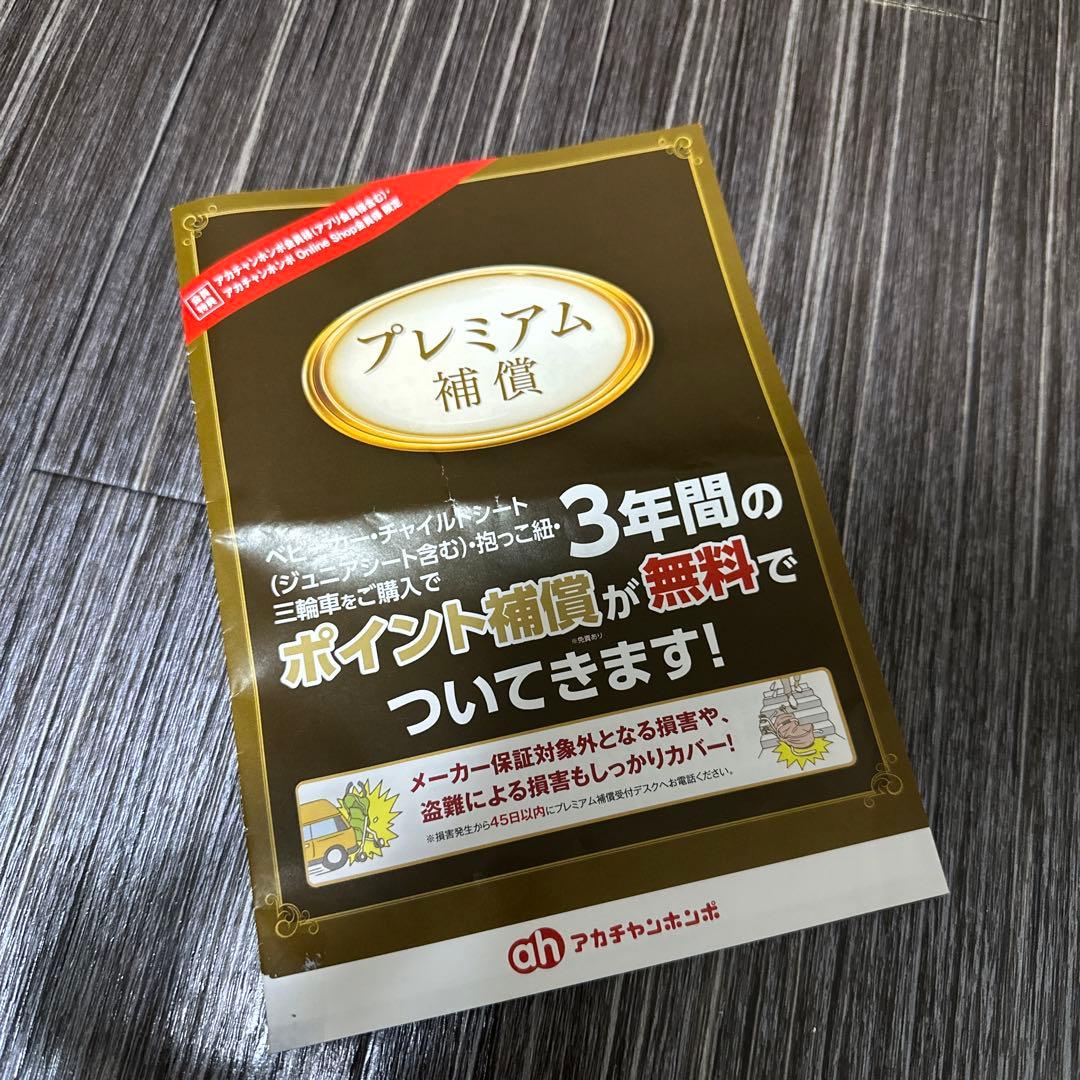 会員特典
アカチャンホンポ会員様(アプリ会員様含む)・
アカチャンホンポ Online Shop会員様 限定
プレミアム
補償
ベビーカー・チャイルドシート
(ジュニアシート含む)・抱っこ紐・
三輪車をご購入で
3年間の
ポイント補償が無料で
※免責あり
ついてきます!
メーカー保証対象外となる損害や、
盗難による損害もしっかりカバー!
※損害発生から45日以内にプレミアム補償受付デスクへお電話ください。
ah アカチャンホンポ